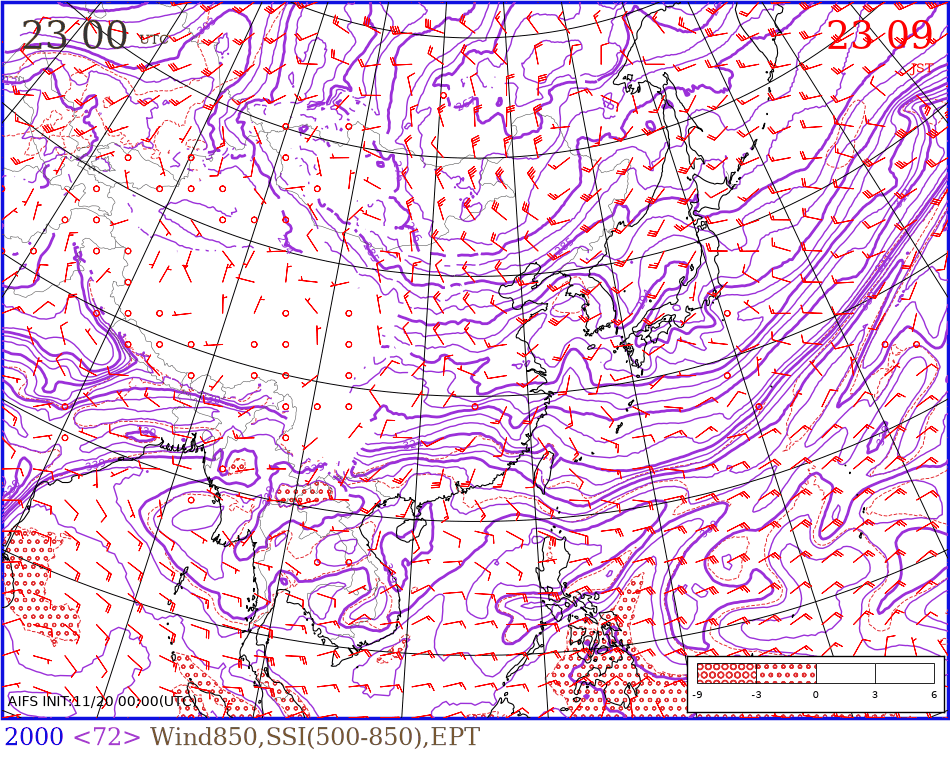 23 00 UTC
23 09
JST
AIFS INIT:11/20 00:00(UTC)
-9 -3 0 3 6
2000 <72> Wind850,SSI(500-850),EPT